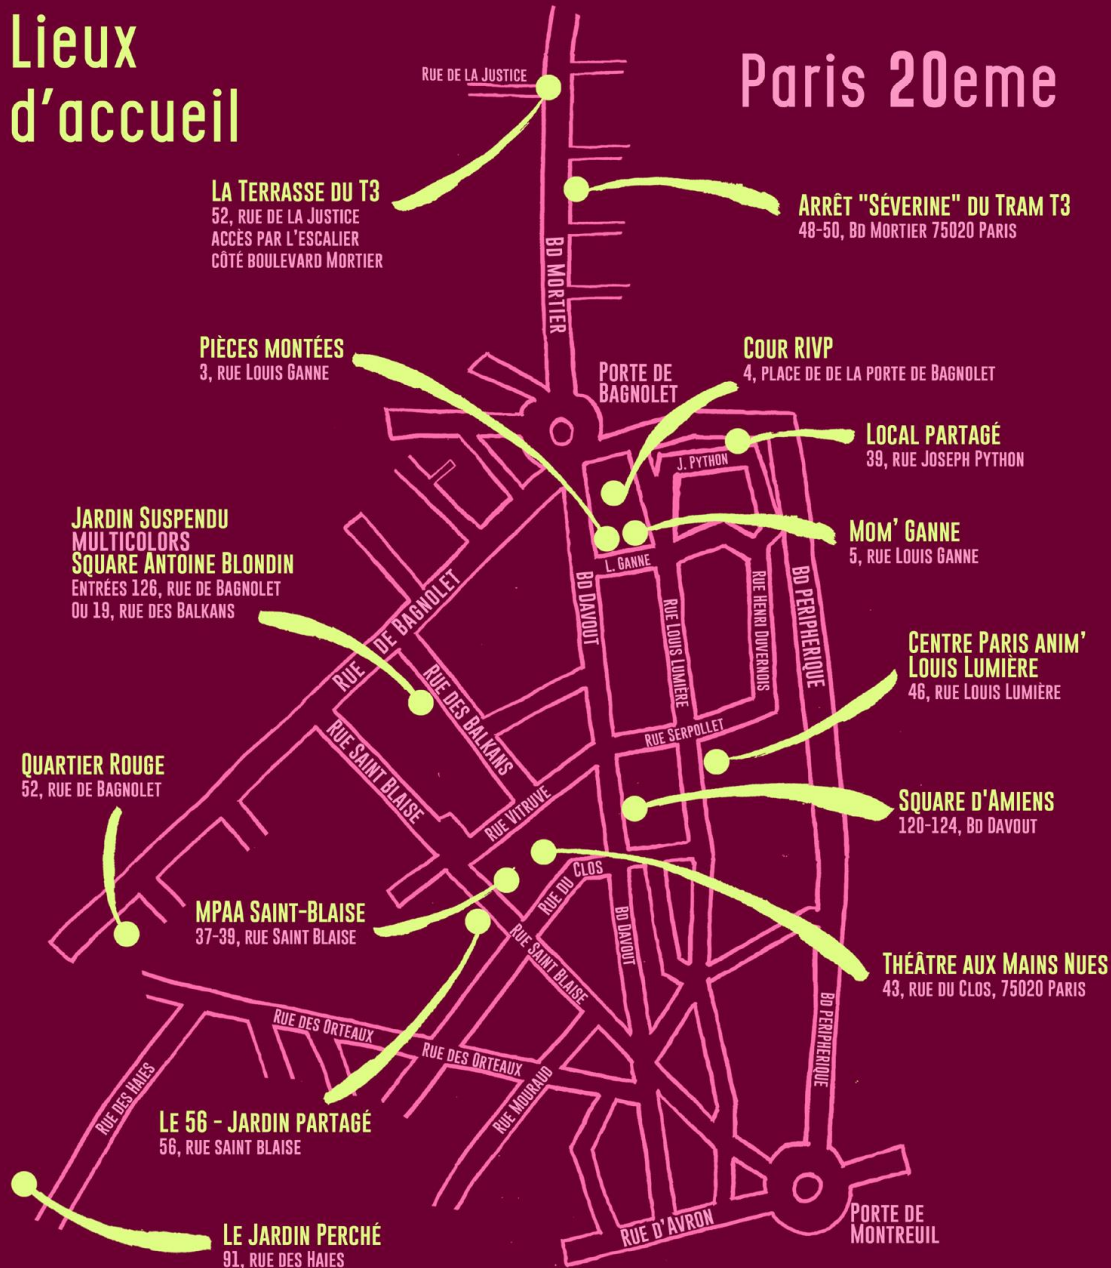 Lieux
d'accueil
Paris 20eme
Rue de la Justice
La Terrasse du T3
52, rue de la Justice
accès par l'escalier
côté boulevard Mortier
Arrêt "Séverine" du Tram T3
48-50, Bd Mortier 75020 Paris
Bd Mortier
Pièces montées
3, rue Louis Ganne
Porte de
Bagnolet
Cour RIVP
4, place de de la porte de Bagnolet
Local partagé
39, rue Joseph Python
J. Python
Mom' Ganne
5, rue Louis Ganne
L. Ganne
Jardin Suspendu
multicolors
Square Antoine Blondin
Entrées 126, rue de Bagnolet
Ou 19, rue des Balkans
Rue de Bagnolet
Bd Davout
Rue Louis Lumière
Rue Henri Duvernois
Bd Peripherique
Centre Paris anim'
Louis Lumière
46, rue Louis Lumière
Rue des Balkans
Rue Saint Blaise
Rue Serpollet
Quartier Rouge
52, rue de Bagnolet
Rue Vitruve
Square d'Amiens
120-124, Bd Davout
Rue du Clos
MPAA Saint-Blaise
37-39, rue Saint Blaise
Rue Saint Blaise
Bd Davout
Théâtre aux Mains Nues
43, rue du Clos, 75020 Paris
Bd Peripherique
Rue des Orteaux
Rue des Orteaux
Rue Mouraud
Rue des Haies
Le 56 - Jardin partagé
56, rue Saint Blaise
Le Jardin Perché
91, rue des Haies
Rue d'Avron
Porte de
Montreuil